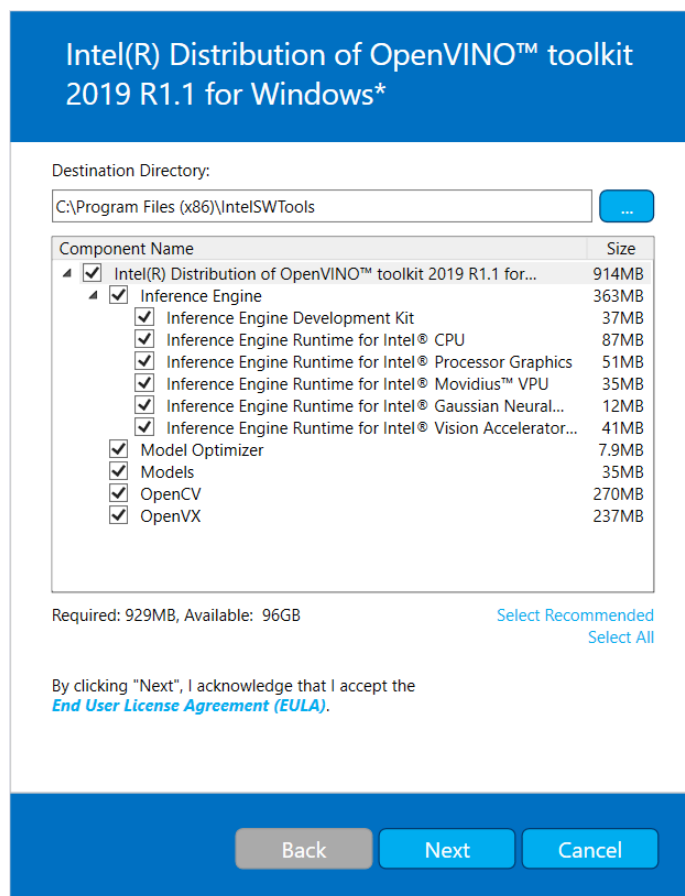 Intel(R) Distribution of OpenVINO™ toolkit
2019 R1.1 for Windows*
Destination Directory:
C:\Program Files (x86)\IntelSWTools
...
Component Name Size
Intel(R) Distribution of OpenVINO™ toolkit 2019 R1.1 for... 914MB
Inference Engine 363MB
Inference Engine Development Kit 37MB
Inference Engine Runtime for Intel® CPU 87MB
Inference Engine Runtime for Intel® Processor Graphics 51MB
Inference Engine Runtime for Intel® Movidius™ VPU 35MB
Inference Engine Runtime for Intel® Gaussian Neural... 12MB
Inference Engine Runtime for Intel® Vision Accelerator... 41MB
Model Optimizer 7.9MB
Models 35MB
OpenCV 270MB
OpenVX 237MB
Required: 929MB, Available: 96GB
Select Recommended
Select All
By clicking "Next", I acknowledge that I accept the
End User License Agreement (EULA).
Back Next Cancel